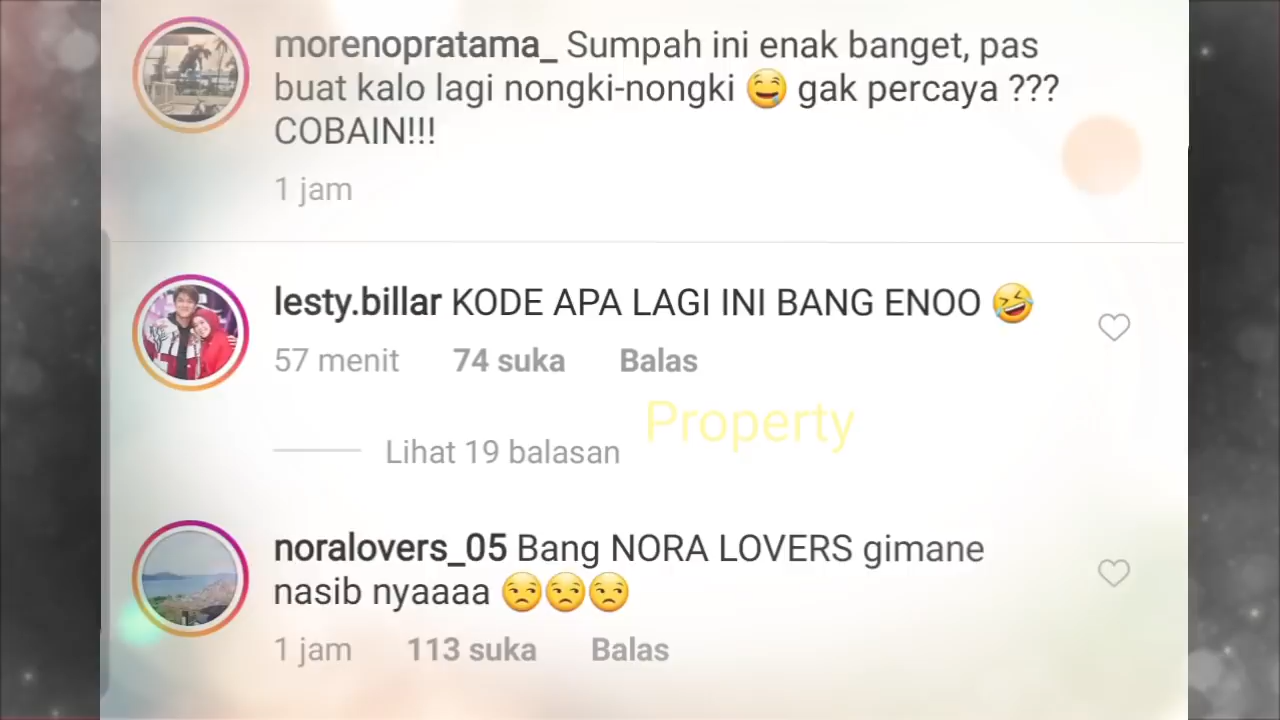 morenopratama_ Sumpah ini enak banget, pas
buat kalo lagi nongki-nongki 🤤 gak percaya ???
COBAIN!!!
1 jam
lesty.billar KODE APA LAGI INI BANG ENOO 🤣
57 menit 74 suka Balas
Property
Lihat 19 balasan
noralovers_05 Bang NORA LOVERS gimane
nasib nyaaaa 😒😒😒
1 jam 113 suka Balas